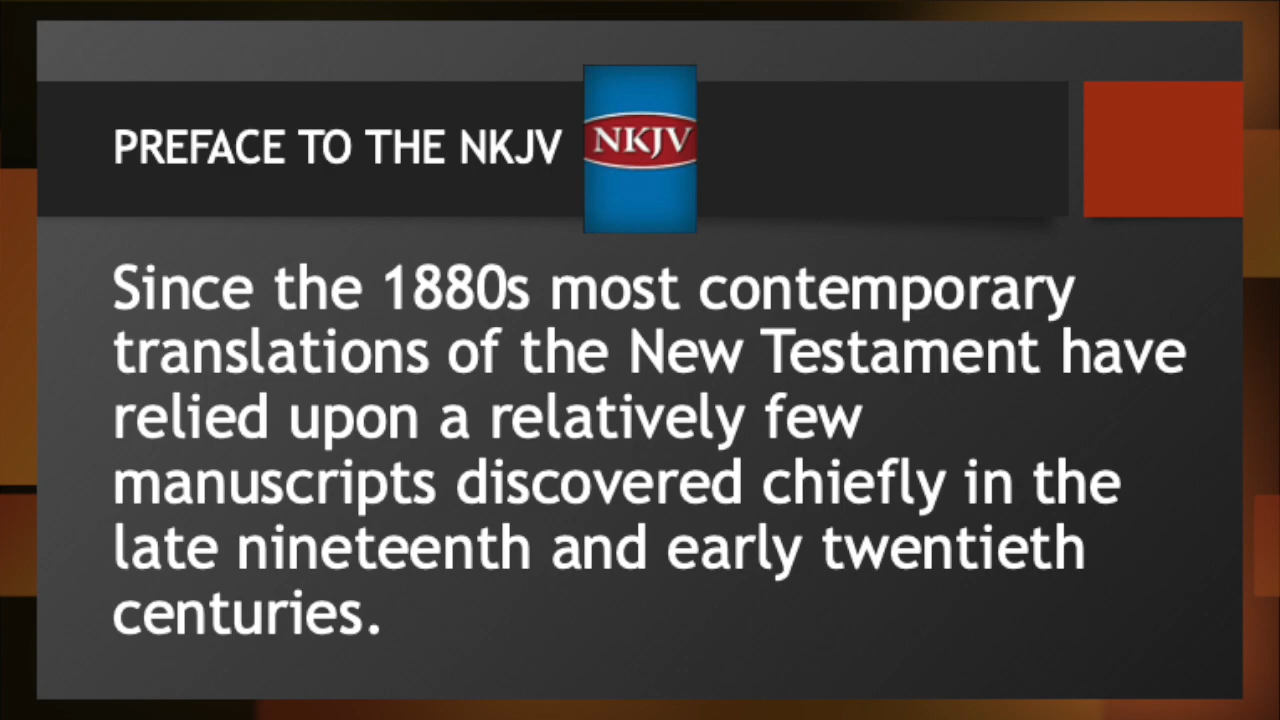 PREFACE TO THE NKJV
NKJV
Since the 1880s most contemporary
translations of the New Testament have
relied upon a relatively few
manuscripts discovered chiefly in the
late nineteenth and early twentieth
centuries.